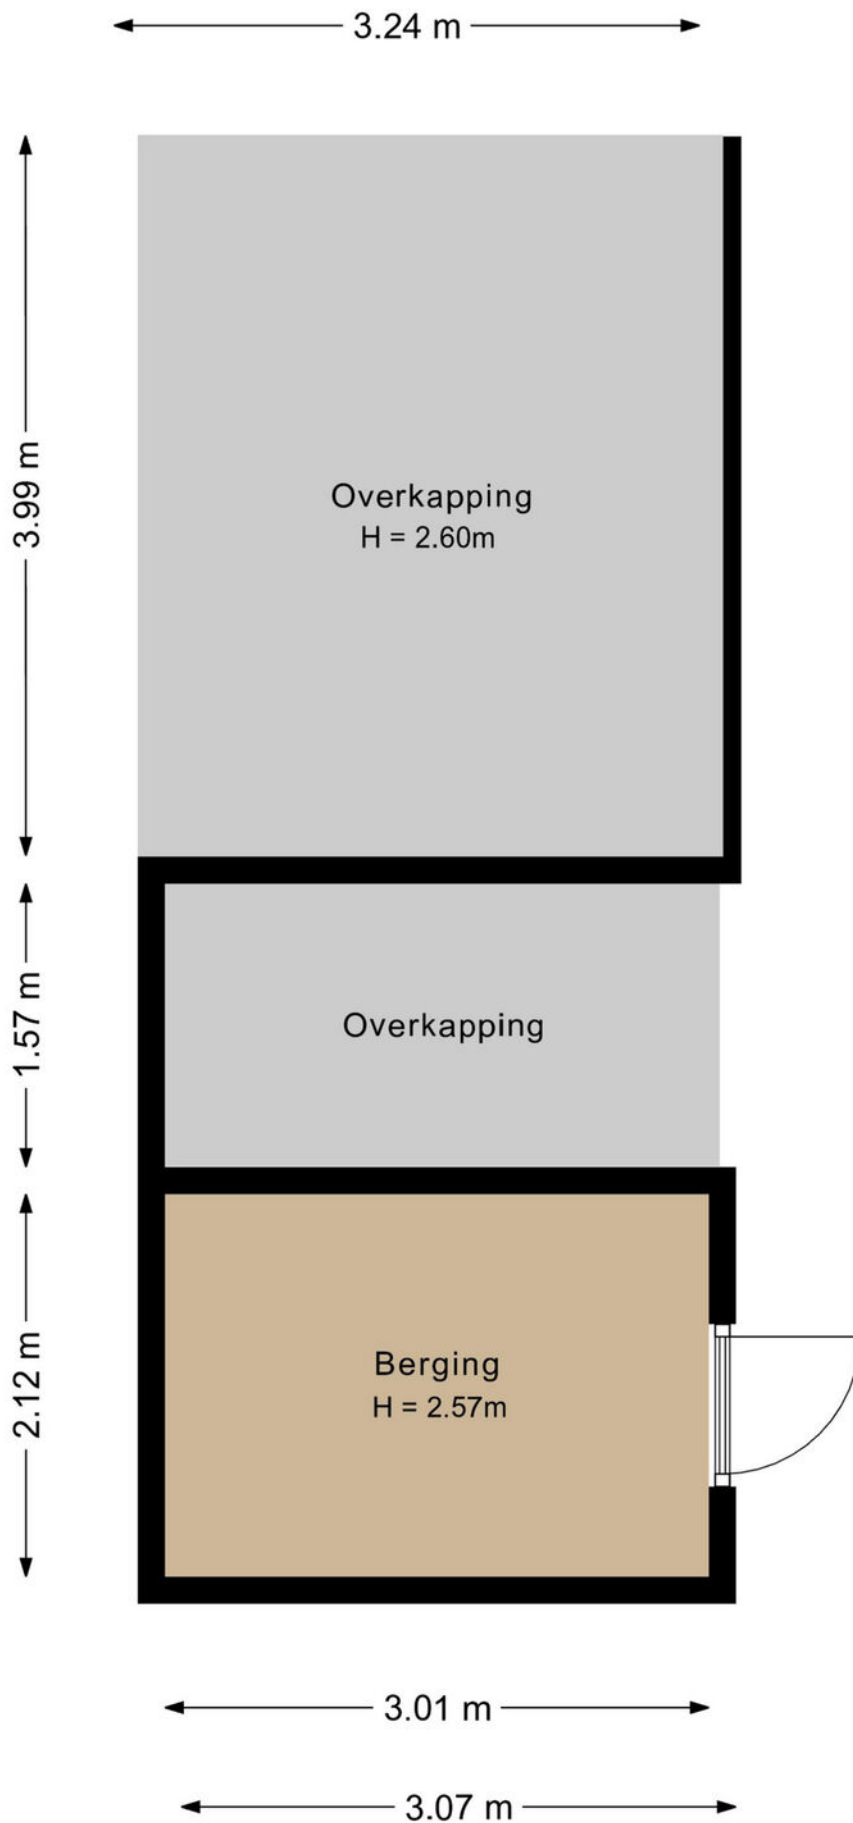 3.24 m
3.99 m
Overkapping
H = 2.60m
1.57 m
Overkapping
2.12 m
Berging
H = 2.57m
3.01 m
3.07 m